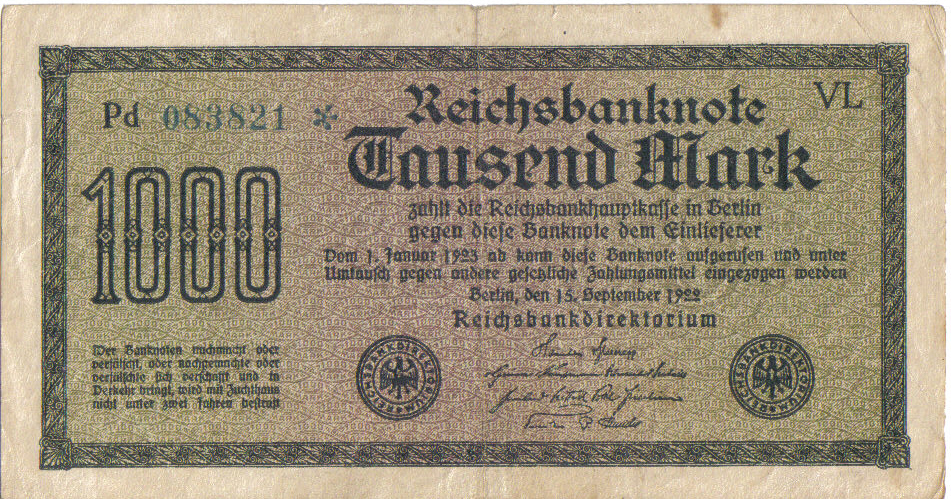 Pd 083821 *
VL
Reichsbanknote
Tausend Mark
1000
zahlt die Reichsbankhauptkasse in Berlin
gegen diese Banknote dem Einlieferer
Vom 1. Januar 1923 ab kann diese Banknote aufgerufen und unter
Umtausch gegen andere gesetzliche Zahlungsmittel eingezogen werden
Berlin, den 15. September 1922
Reichsbankdirektorium
Wer Banknoten nachmacht oder
verfälscht, oder nachgemachte oder
verfälschte sich verschafft und in
Verkehr bringt, wird mit Zuchthaus
nicht unter zwei Jahren bestraft
REICHSBANKDIREKTORIUM
REICHSBANKDIREKTORIUM